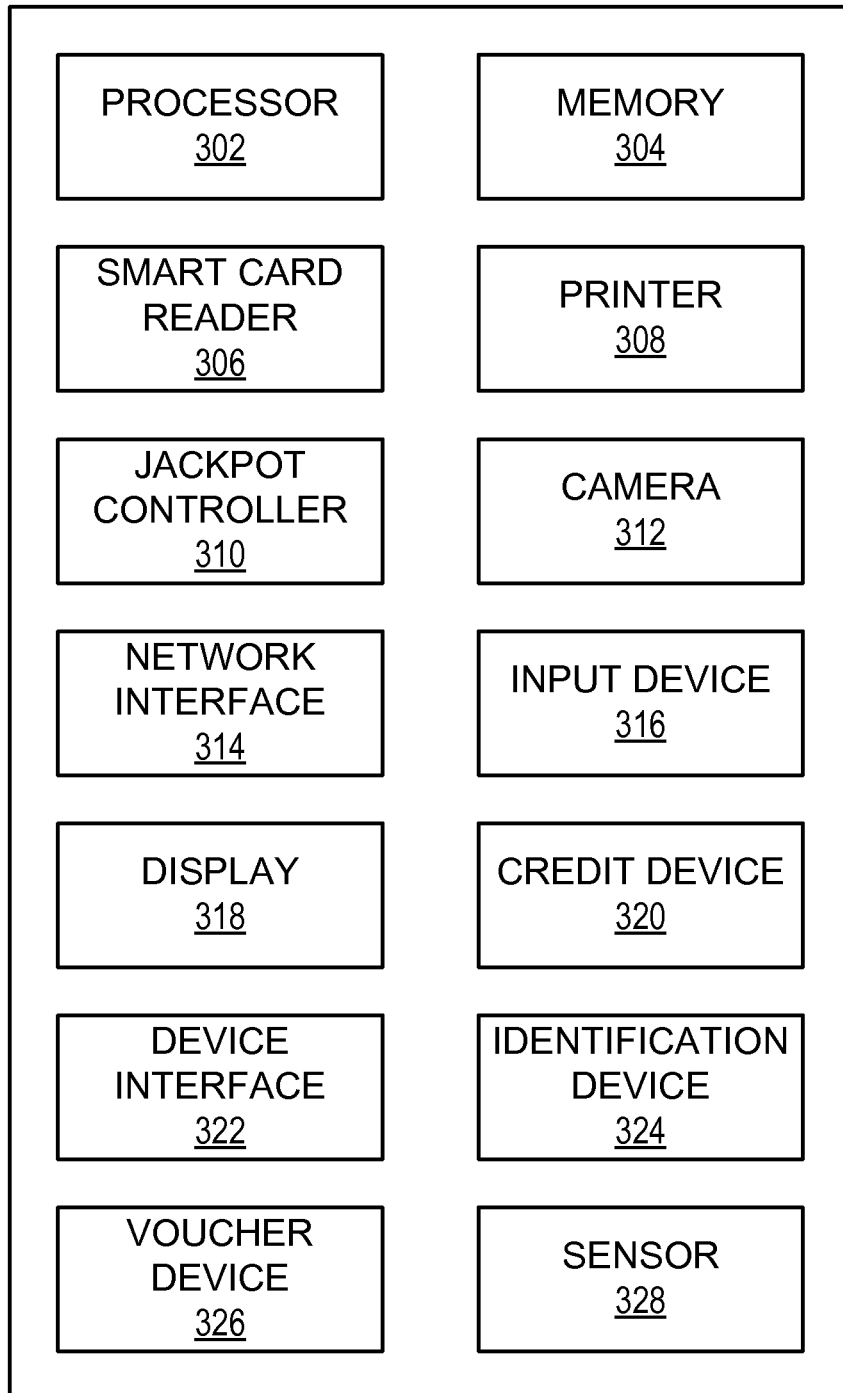 PROCESSOR
302
MEMORY
304
SMART CARD
READER
306
PRINTER
308
JACKPOT
CONTROLLER
310
CAMERA
312
NETWORK
INTERFACE
314
INPUT DEVICE
316
DISPLAY
318
CREDIT DEVICE
320
DEVICE
INTERFACE
322
IDENTIFICATION
DEVICE
324
VOUCHER
DEVICE
326
SENSOR
328